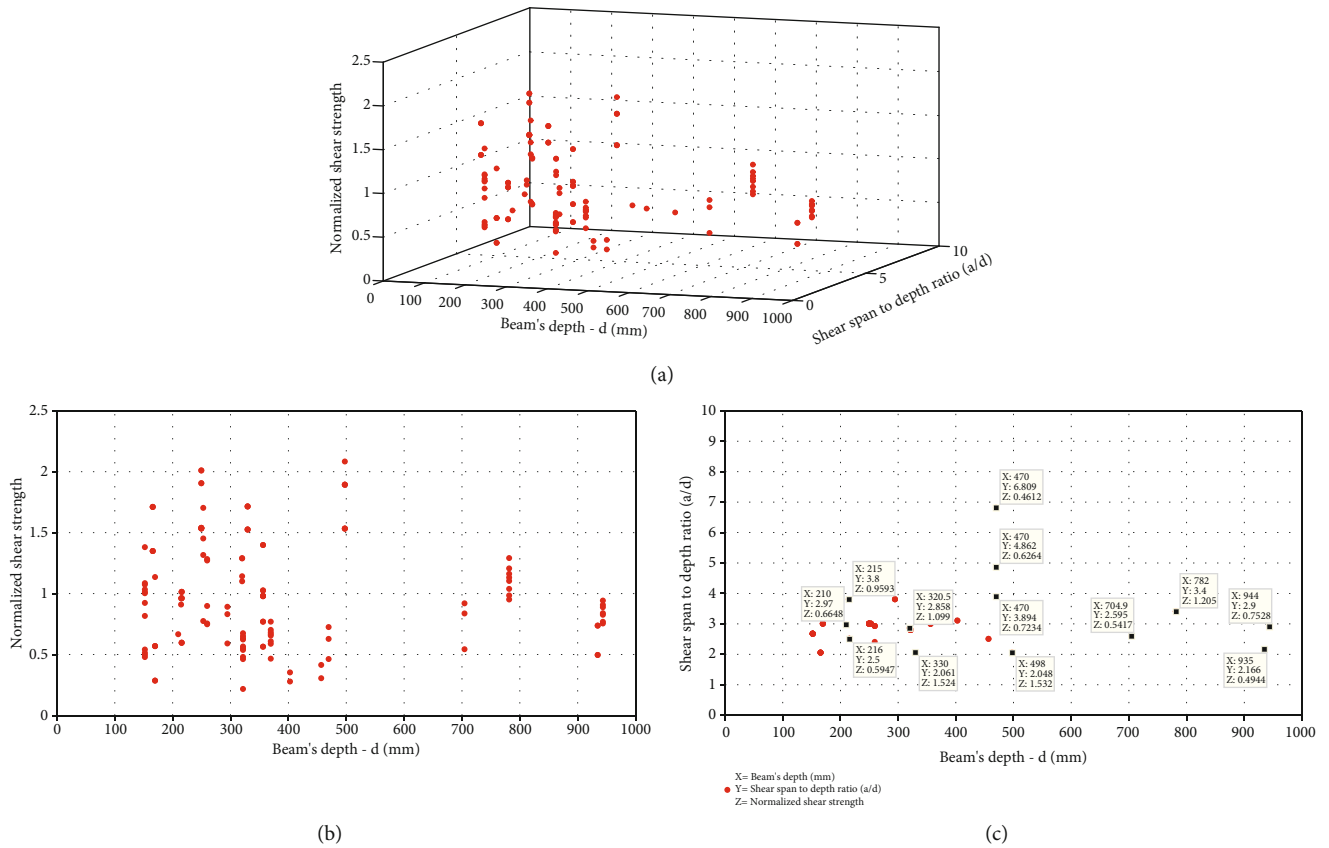 2.5
2
1.5
1
0.5
0
Normalized shear strength
0
100
200
300
400
500
600
700
800
900
1000
Beam's depth - d (mm)
0
5
10
Shear span to depth ratio (a/d)
(a)
2.5
2
1.5
1
0.5
0
Normalized shear strength
0
100
200
300
400
500
600
700
800
900
1000
Beam's depth - d (mm)
(b)
10
9
8
7
6
5
4
3
2
1
0
Shear span to depth ratio (a/d)
X: 470
Y: 6.809
Z: 0.4612
X: 470
Y: 4.862
Z: 0.6264
X: 215
Y: 3.8
Z: 0.9593
X: 210
Y: 2.97
Z: 0.6648
X: 320.5
Y: 2.858
Z: 1.099
X: 470
Y: 3.894
Z: 0.7234
X: 704.9
Y: 2.595
Z: 0.5417
X: 782
Y: 3.4
Z: 1.205
X: 944
Y: 2.9
Z: 0.7528
X: 216
Y: 2.5
Z: 0.5947
X: 330
Y: 2.061
Z: 1.524
X: 498
Y: 2.048
Z: 1.532
X: 935
Y: 2.166
Z: 0.4944
0
100
200
300
400
500
600
700
800
900
1000
Beam's depth - d (mm)
X= Beam's depth (mm)
Y= Shear span to depth ratio (a/d)
Z= Normalized shear strength
(c)